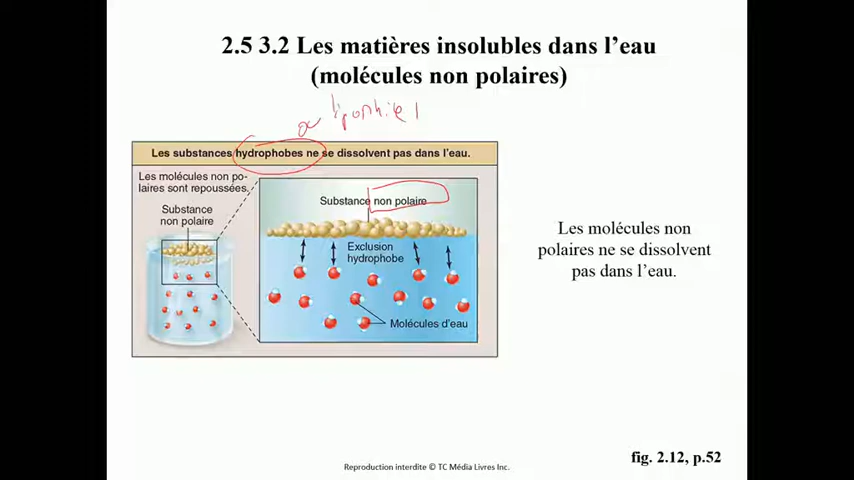 2.5 3.2 Les matières insolubles dans l'eau
(molécules non polaires)
ou lipophile
Les substances hydrophobes ne se dissolvent pas dans l'eau.
Les molécules non po-
laires sont repoussées.
Substance
non polaire
Substance non polaire
Exclusion
hydrophobe
Molécules d'eau
Les molécules non
polaires ne se dissolvent
pas dans l'eau.
fig. 2.12, p.52
Reproduction interdite © TC Média Livres Inc.